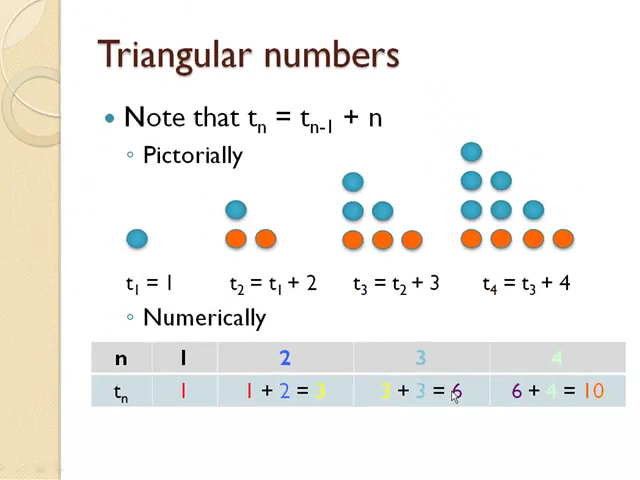 Triangular numbers
• Note that tₙ = tₙ₋₁ + n
◦ Pictorially
t₁ = 1 t₂ = t₁ + 2 t₃ = t₂ + 3 t₄ = t₃ + 4
◦ Numerically
n 1 2 3 4
tₙ 1 1 + 2 = 3 3 + 3 = 6 6 + 4 = 10